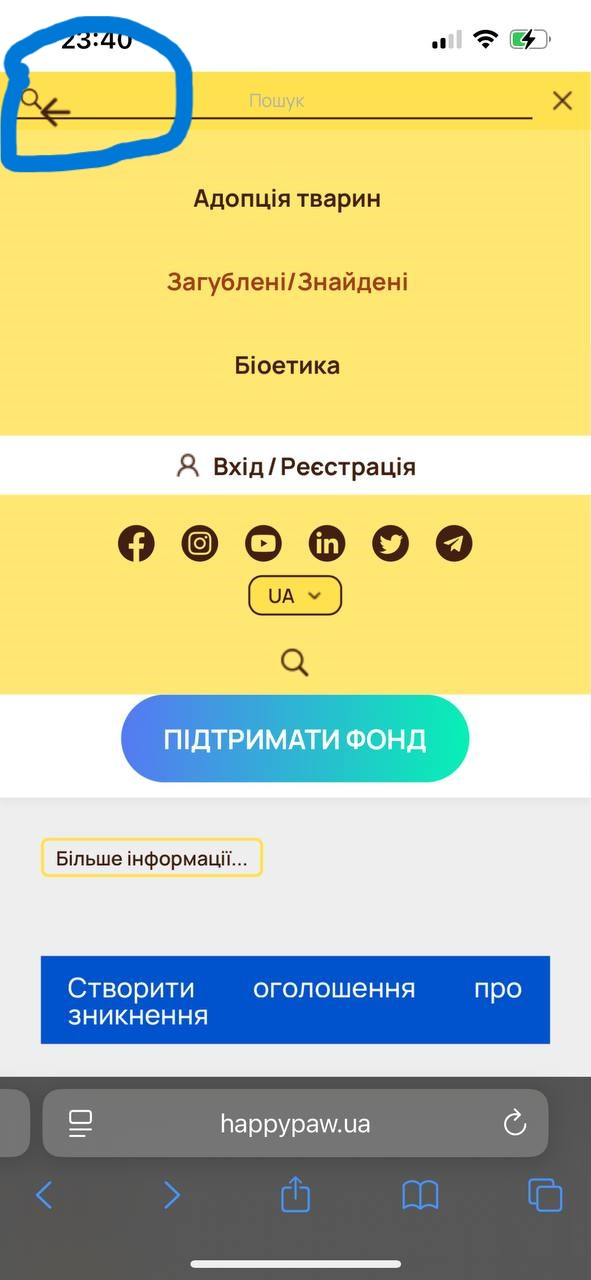 23:40
Пошук
Адопція тварин
Загублені/Знайдені
Біоетика
Вхід / Реєстрація
UA
ПІДТРИМАТИ ФОНД
Більше інформації...
Створити оголошення про
зникнення
happypaw.ua